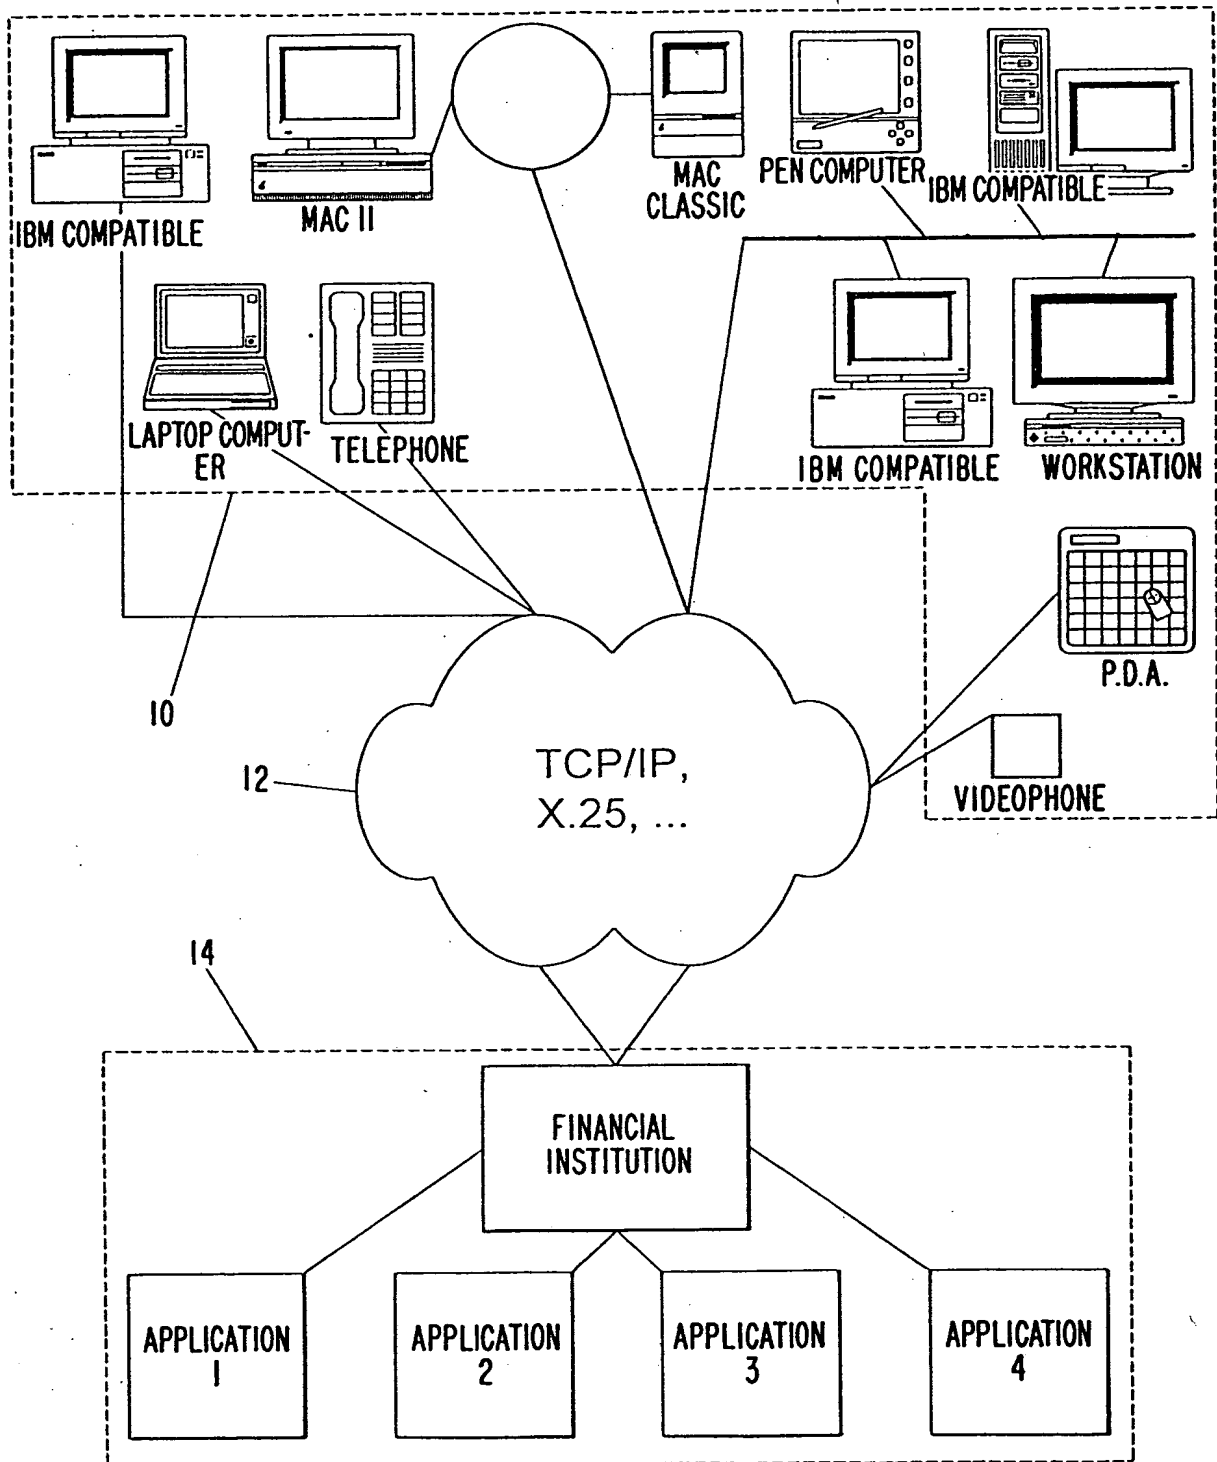 IBM COMPATIBLE
MAC II
MAC
CLASSIC
PEN COMPUTER
IBM COMPATIBLE
LAPTOP COMPUT-
ER
TELEPHONE
IBM COMPATIBLE
WORKSTATION
P.D.A.
VIDEOPHONE
10
12
TCP/IP,
X.25, ...
14
FINANCIAL
INSTITUTION
APPLICATION
1
APPLICATION
2
APPLICATION
3
APPLICATION
4